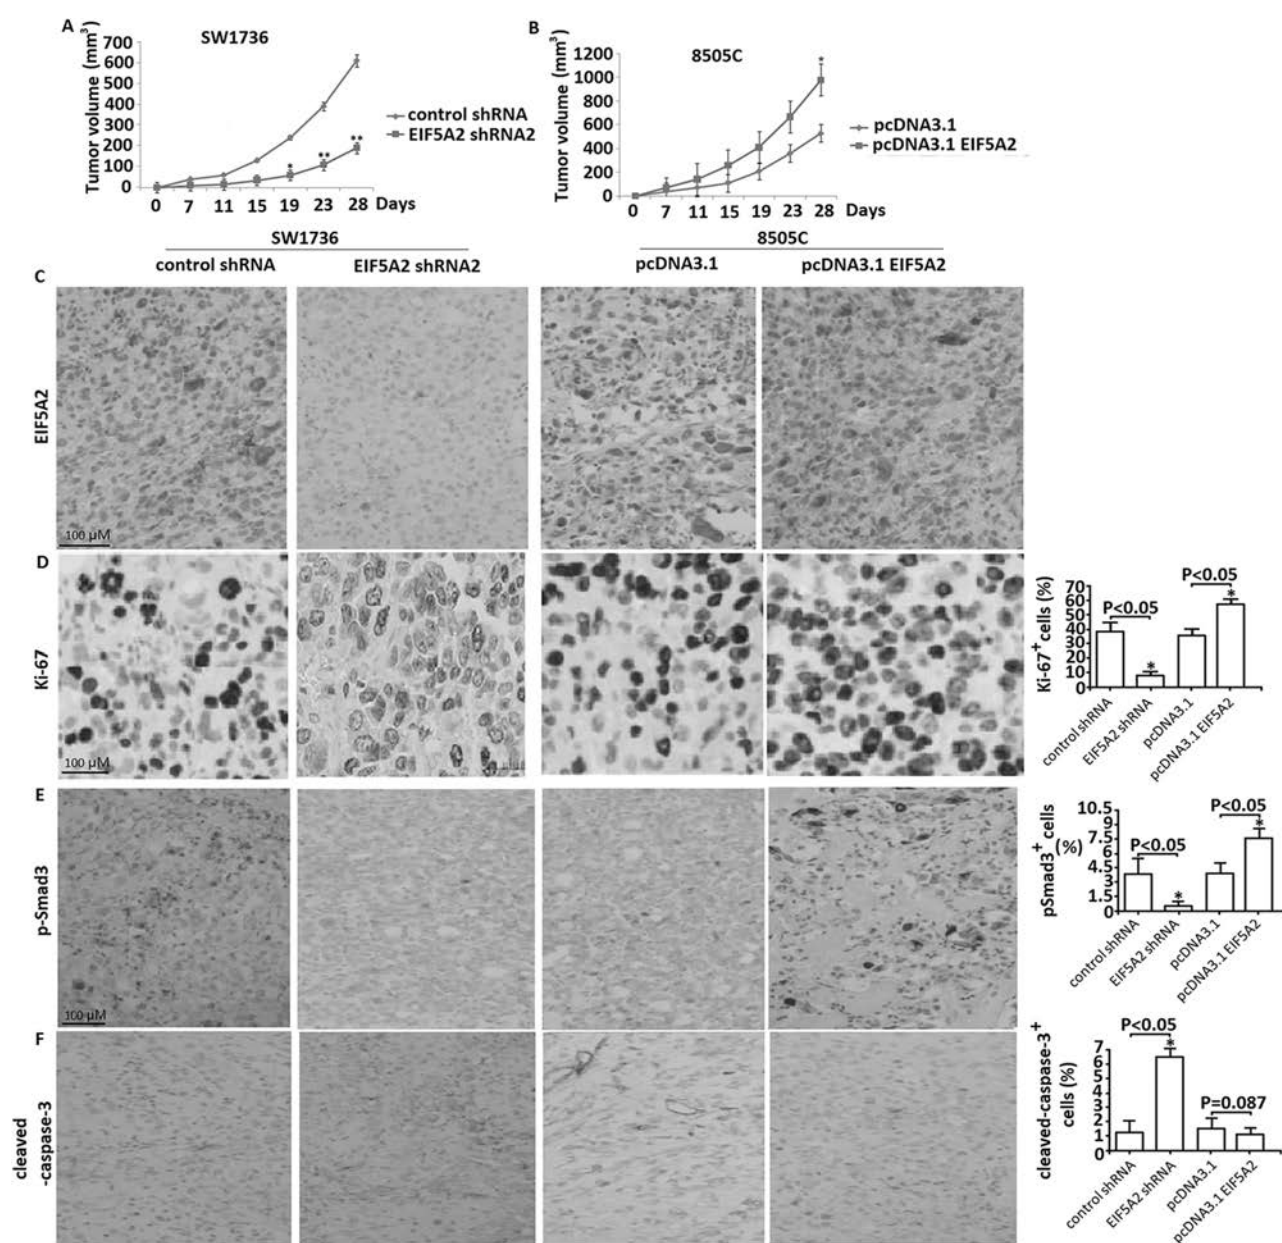 A
SW1736
Tumor volume (mm³)
700
600
500
400
300
200
100
0
0 7 11 15 19 23 28 Days
* ** **
control shRNA
EIF5A2 shRNA2
B
8505C
Tumor volume (mm³)
1200
1000
800
600
400
200
0
0 7 11 15 19 23 28 Days
*
pcDNA3.1
pcDNA3.1 EIF5A2
SW1736 8505C
control shRNA EIF5A2 shRNA2 pcDNA3.1 pcDNA3.1 EIF5A2
C
EIF5A2
100 µM
D
Ki-67
100 µM
Ki-67⁺ cells (%)
70
60
50
40
30
20
10
0
P<0.05
*
P<0.05
*
control shRNA
EIF5A2 shRNA
pcDNA3.1
pcDNA3.1 EIF5A2
E
p-Smad3
100 µM
pSmad3⁺ cells
(%)
10.5
9
7.5
6
4.5
3
1.5
0
P<0.05
*
P<0.05
*
control shRNA
EIF5A2 shRNA
pcDNA3.1
pcDNA3.1 EIF5A2
F
cleaved
-caspase-3
cleaved-caspase-3⁺
cells (%)
7
6
5
4
3
2
1
0
P<0.05
*
P=0.087
control shRNA
EIF5A2 shRNA
pcDNA3.1
pcDNA3.1 EIF5A2